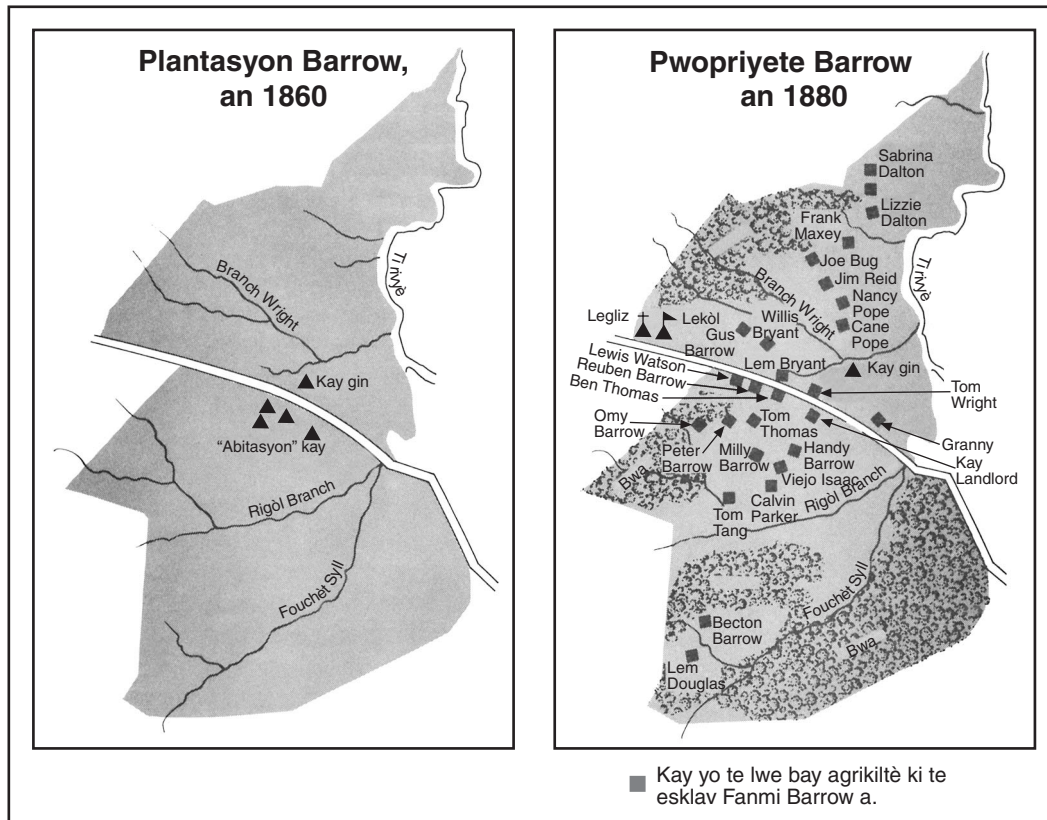 Plantasyon Barrow,
an 1860
Branch Wright
Kay gin
“Abitasyon” kay
Rigòl Branch
Fouchèt Syll
Ti rivyè
Pwopriyete Barrow
an 1880
Sabrina
Dalton
Lizzie
Dalton
Frank
Maxey
Joe Bug
Jim Reid
Nancy
Pope
Cane
Pope
Ti rivyè
Branch Wright
Legliz
Lekòl
Gus
Barrow
Willis
Bryant
Lem Bryant
Kay gin
Lewis Watson
Reuben Barrow
Ben Thomas
Tom
Wright
Omy
Barrow
Peter
Barrow
Tom
Thomas
Granny
Kay
Landlord
Milly
Barrow
Handy
Barrow
Viejo Isaac
Bwa
Calvin
Parker
Tom
Tang
Rigòl Branch
Fouchèt Syll
Becton
Barrow
Lem
Douglas
Bwa
Kay yo te lwe bay agrikiltè ki te
esklav Fanmi Barrow a.